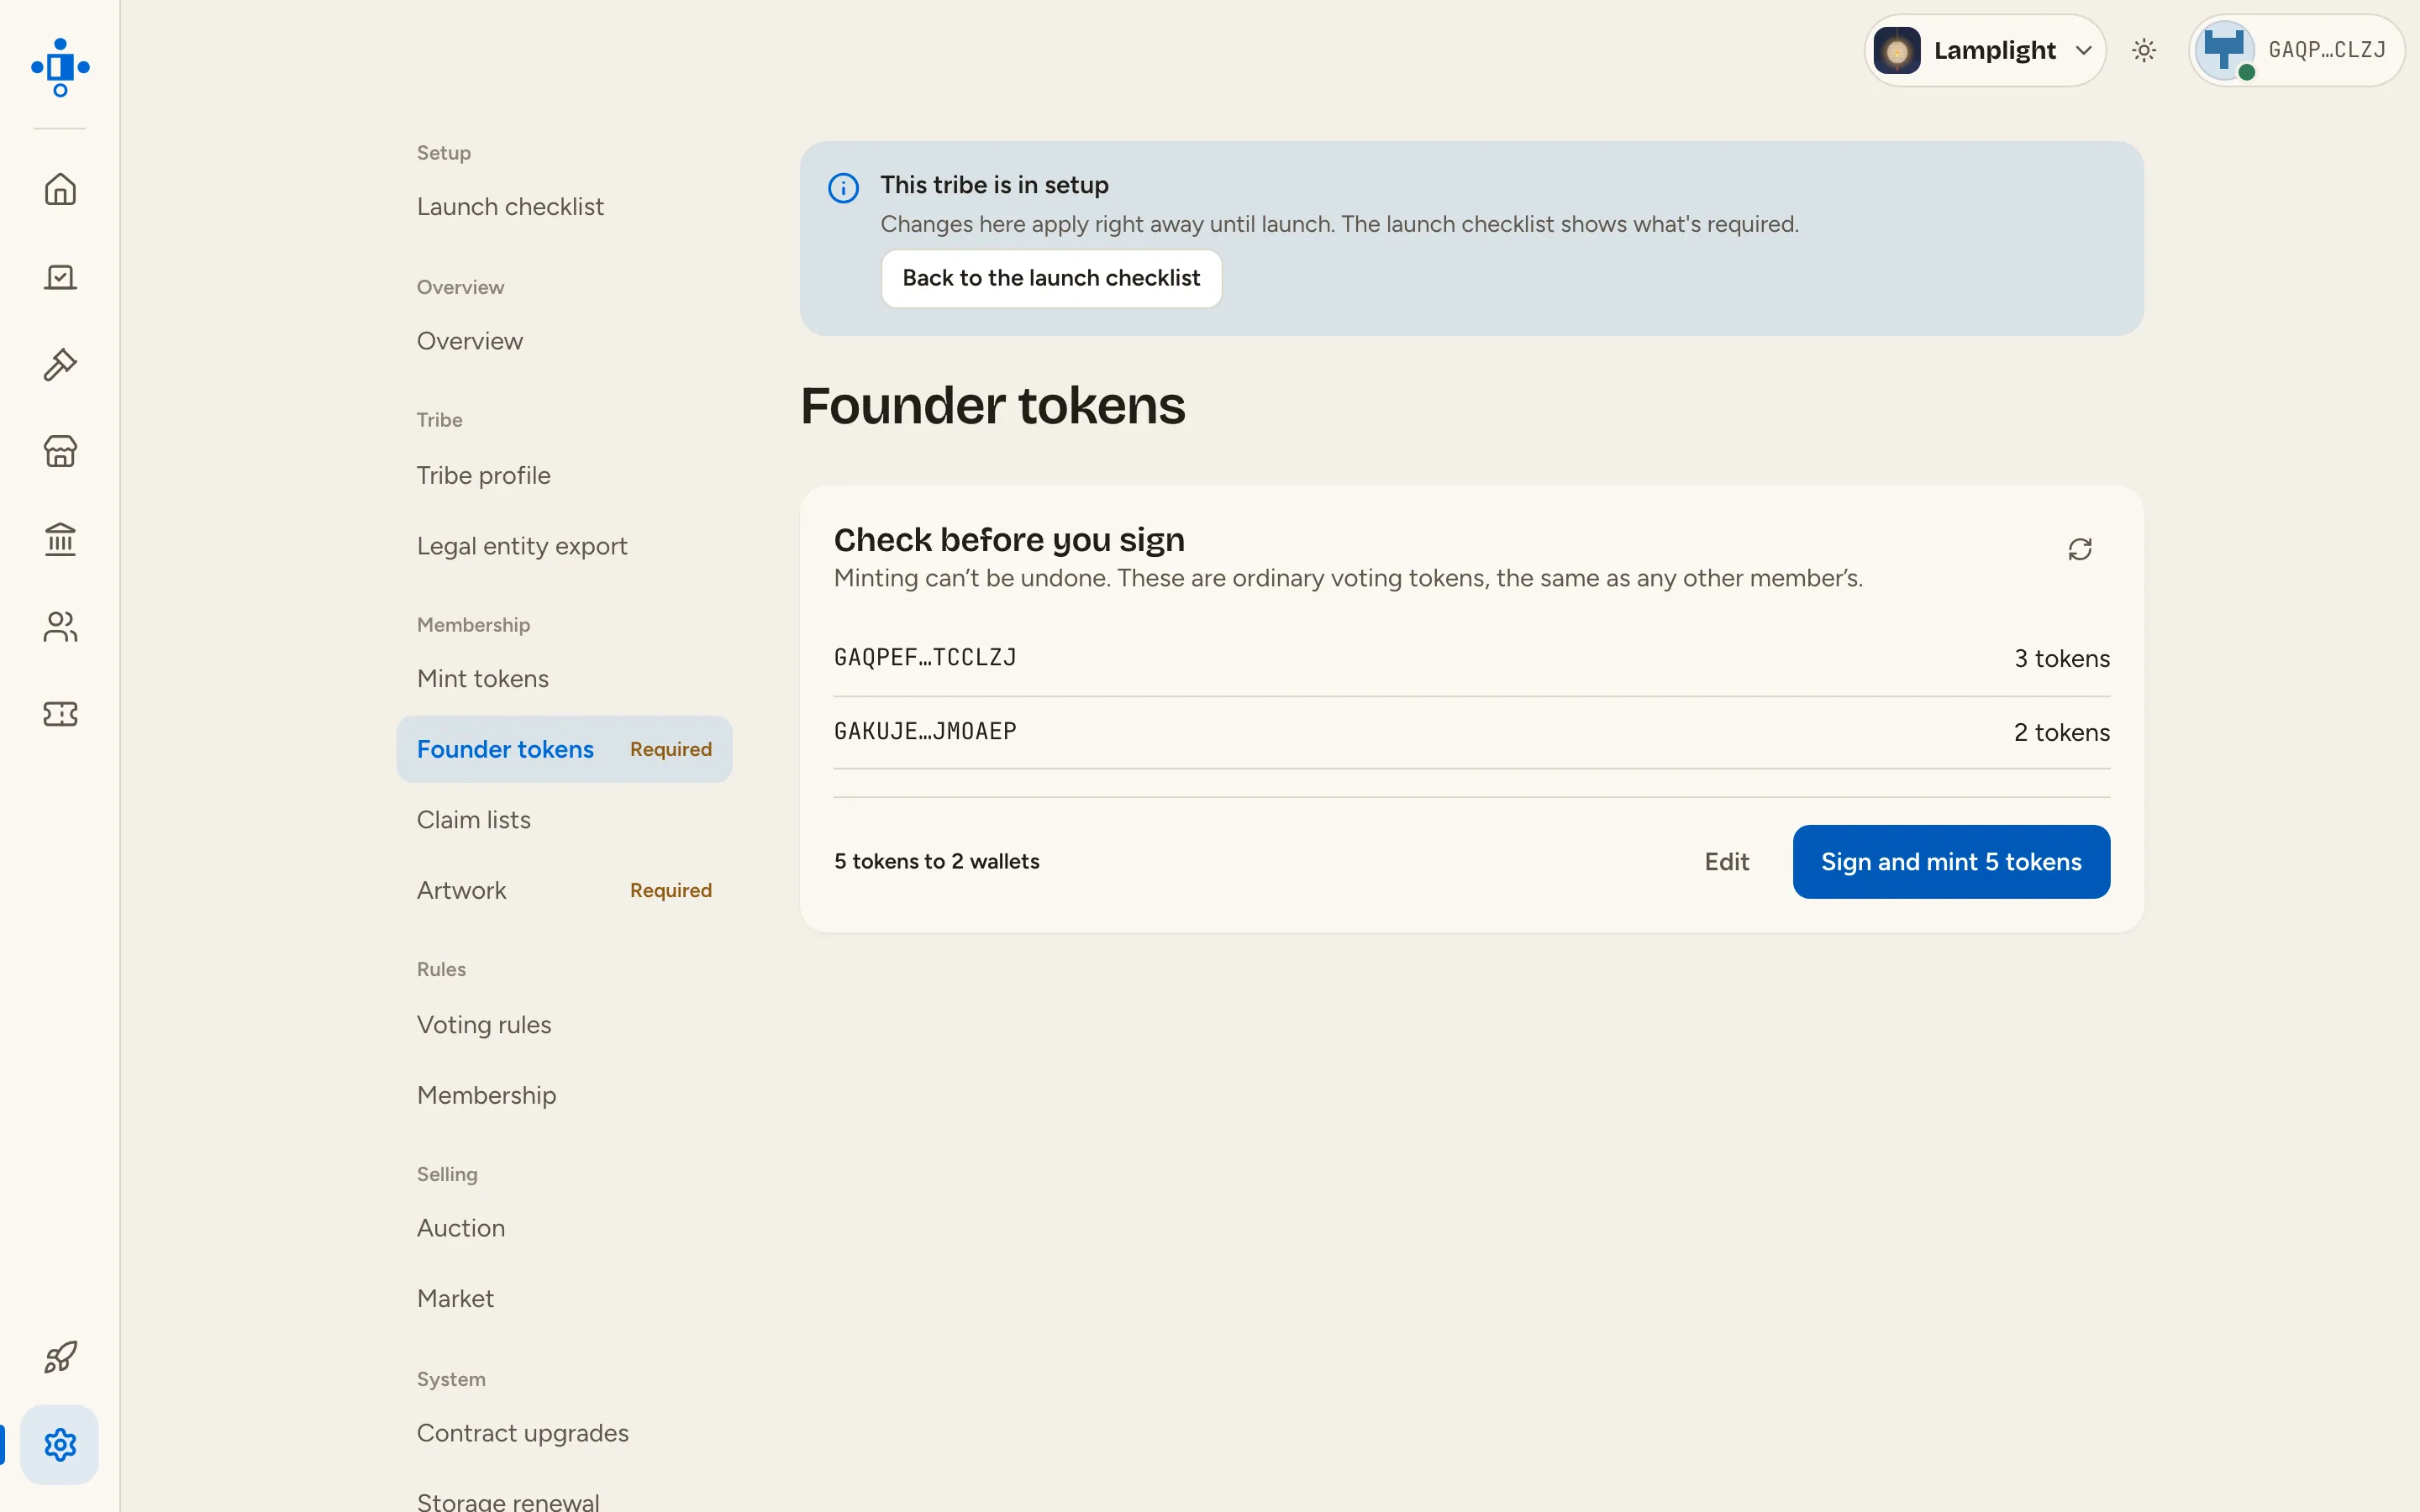 Lamplight
GAQP…CLZJ
Setup
Launch checklist
Overview
Overview
Tribe
Tribe profile
Legal entity export
Membership
Mint tokens
Founder tokens Required
Claim lists
Artwork Required
Rules
Voting rules
Membership
Selling
Auction
Market
System
Contract upgrades
Storage renewal
This tribe is in setup
Changes here apply right away until launch. The launch checklist shows what's required.
Back to the launch checklist
Founder tokens
Check before you sign
Minting can’t be undone. These are ordinary voting tokens, the same as any other member’s.
GAQPEF…TCCLZJ 3 tokens
GAKUJE…JMOAEP 2 tokens
5 tokens to 2 wallets
Edit
Sign and mint 5 tokens